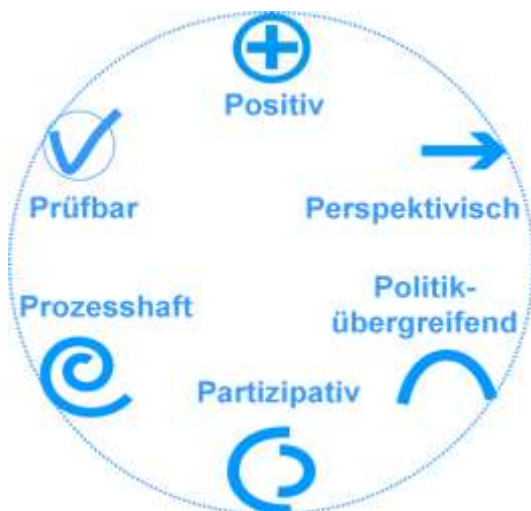 Positiv
Perspektivisch
Politik-
übergreifend
Partizipativ
Prozesshaft
Prüfbar